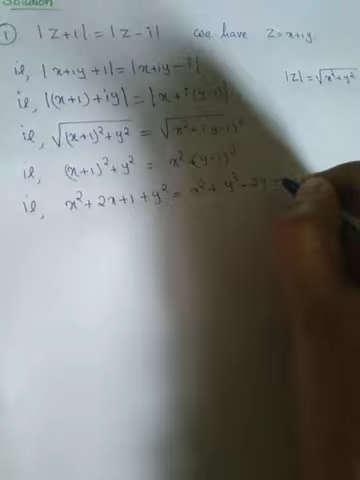 Solution
① |z+1| = |z-i| we have z=x+iy.
ie, |x+iy+1| = |x+iy-i| |z| = √x²+y²
ie, |(x+1)+iy| = |x+i(y-1)|
ie, √(x+1)²+y² = √x²+(y-1)²
ie, (x+1)²+y² = x²+(y-1)²
ie, x²+2x+1+y² = x²+y²-2y